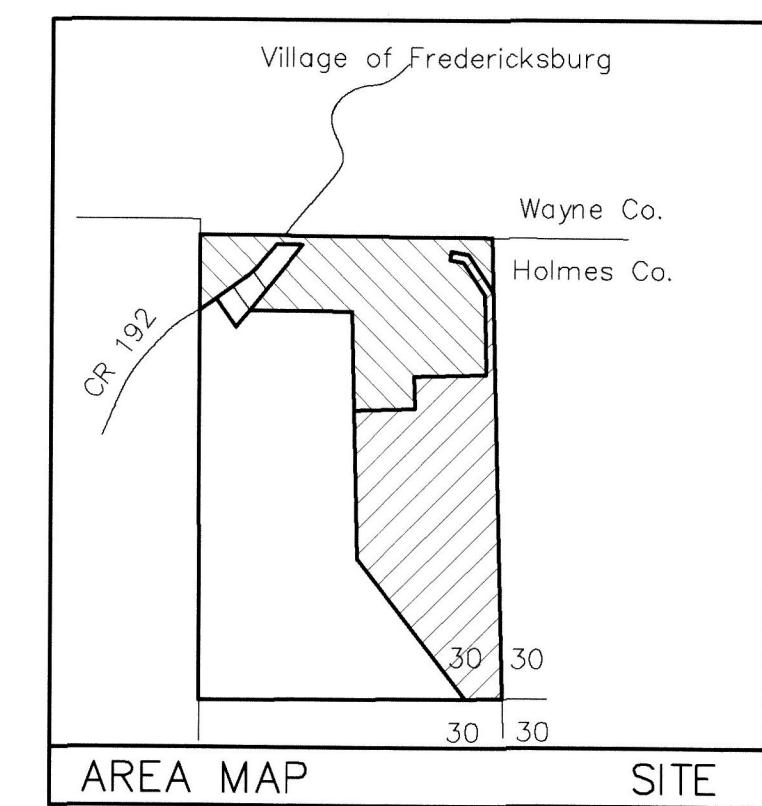 Village of Fredericksburg
Wayne Co.
Holmes Co.
CR 192
30 30
30 30
AREA MAP SITE